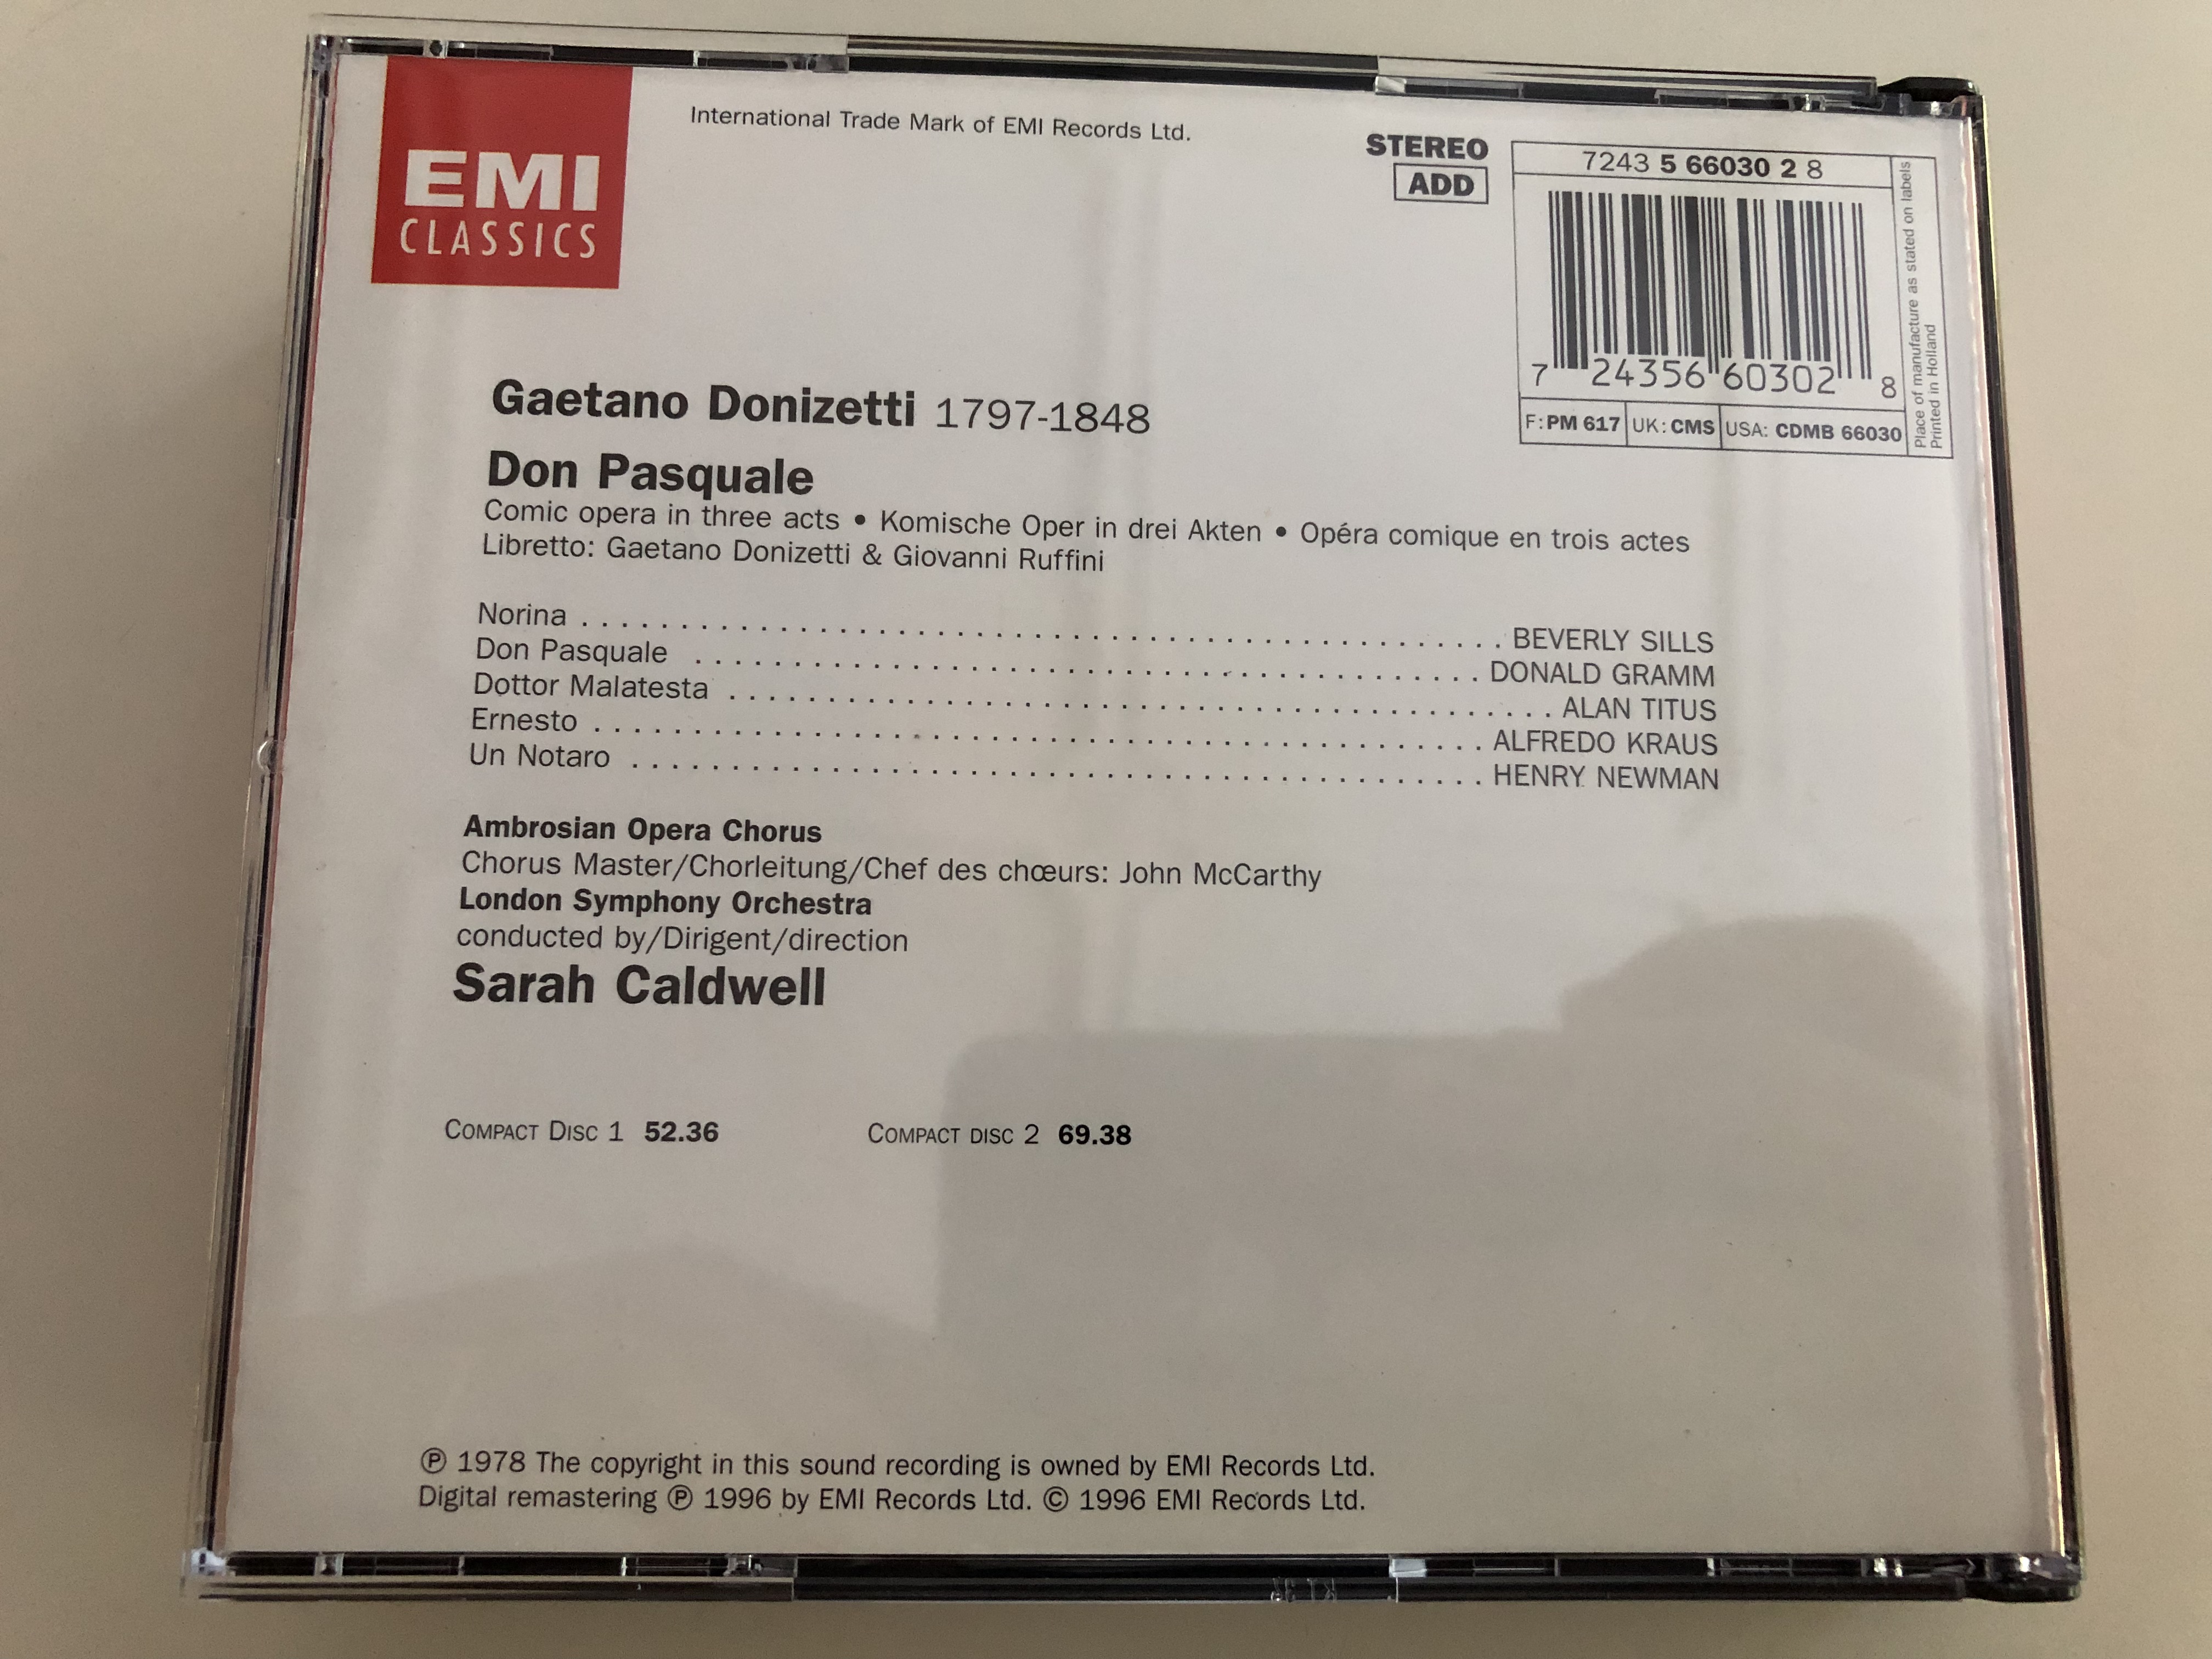 EMI
CLASSICS
International Trade Mark of EMI Records Ltd.
STEREO
ADD
7243 5 66030 2 8
7 24356 60302 8
F: PM 617 UK: CMS USA: CDMB 66030
Place of manufacture as stated on labels
Printed in Holland
Gaetano Donizetti 1797-1848
Don Pasquale
Comic opera in three acts • Komische Oper in drei Akten • Opéra comique en trois actes
Libretto: Gaetano Donizetti & Giovanni Ruffini
Norina . . . . . . . . . . . . . . . . . . . . BEVERLY SILLS
Don Pasquale . . . . . . . . . . . . . . . . . . . . DONALD GRAMM
Dottor Malatesta . . . . . . . . . . . . . . . . . . . . ALAN TITUS
Ernesto . . . . . . . . . . . . . . . . . . . . ALFREDO KRAUS
Un Notaro . . . . . . . . . . . . . . . . . . . . HENRY NEWMAN
Ambrosian Opera Chorus
Chorus Master/Chorleitung/Chef des chœurs: John McCarthy
London Symphony Orchestra
conducted by/Dirigent/direction
Sarah Caldwell
COMPACT DISC 1 52.36 COMPACT DISC 2 69.38
℗ 1978 The copyright in this sound recording is owned by EMI Records Ltd.
Digital remastering ℗ 1996 by EMI Records Ltd. © 1996 EMI Records Ltd.